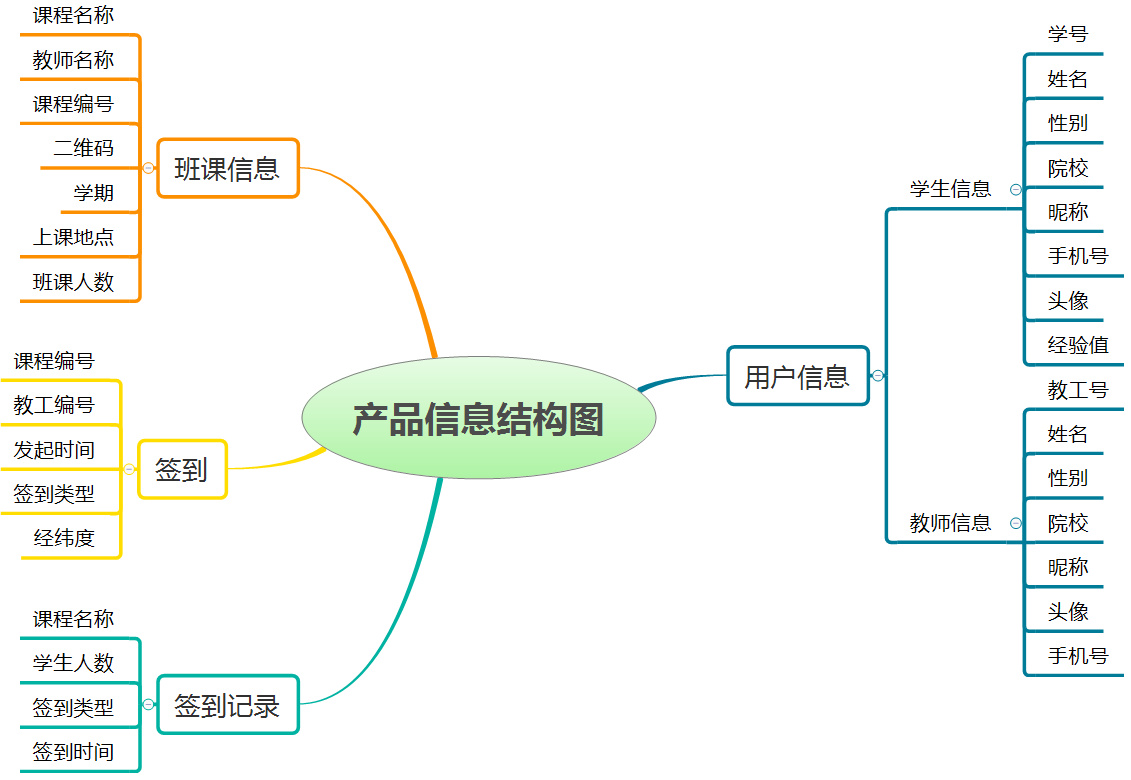 课程名称
教师名称
课程编号
二维码
学期
上课地点
班课人数
班课信息
课程编号
教工编号
发起时间
签到类型
经纬度
签到
课程名称
学生人数
签到类型
签到时间
签到记录
产品信息结构图
用户信息
学生信息
学号
姓名
性别
院校
昵称
手机号
头像
经验值
教师信息
教工号
姓名
性别
院校
昵称
头像
手机号